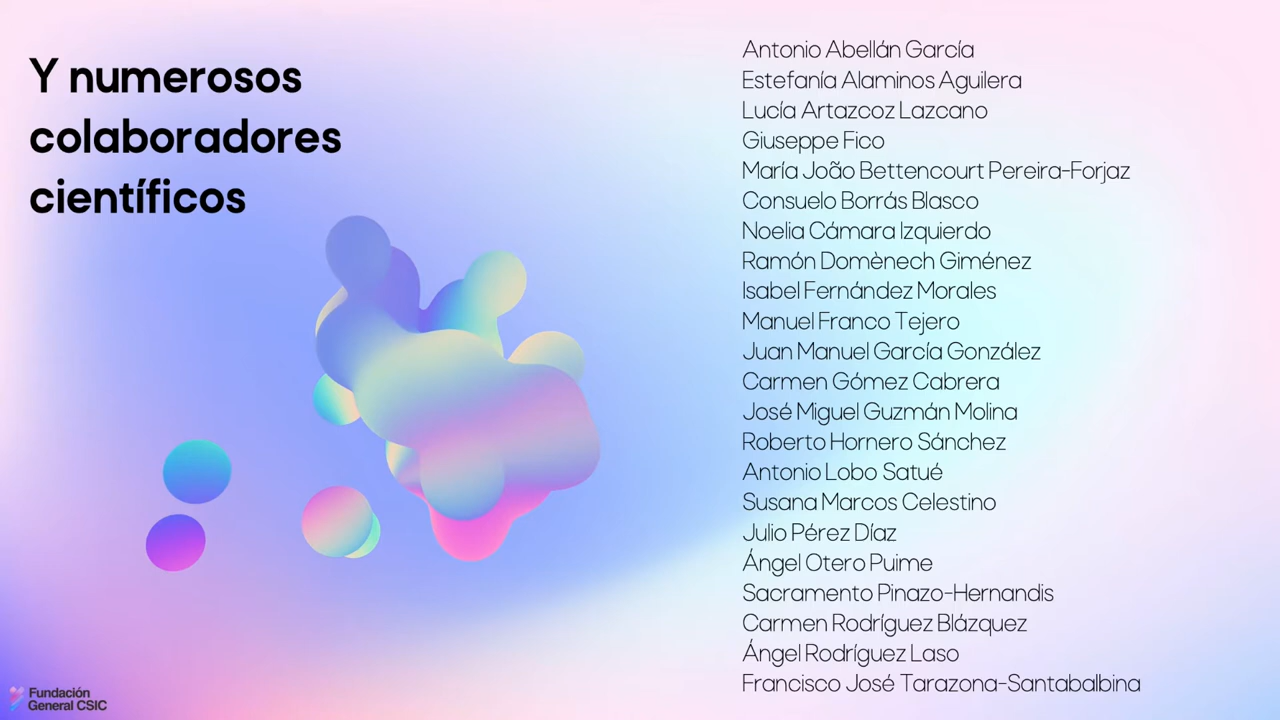 Y numerosos
colaboradores
científicos
Antonio Abellán García
Estefanía Alaminos Aguilera
Lucía Artazcoz Lazcano
Giuseppe Fico
María João Bettencourt Pereira-Forjaz
Consuelo Borrás Blasco
Noelia Cámara Izquierdo
Ramón Domènech Giménez
Isabel Fernández Morales
Manuel Franco Tejero
Juan Manuel García González
Carmen Gómez Cabrera
José Miguel Guzmán Molina
Roberto Hornero Sánchez
Antonio Lobo Satué
Susana Marcos Celestino
Julio Pérez Díaz
Ángel Otero Puime
Sacramento Pinazo-Hernandis
Carmen Rodríguez Blázquez
Ángel Rodríguez Laso
Francisco José Tarazona-Santabalbina
Fundación
General CSIC